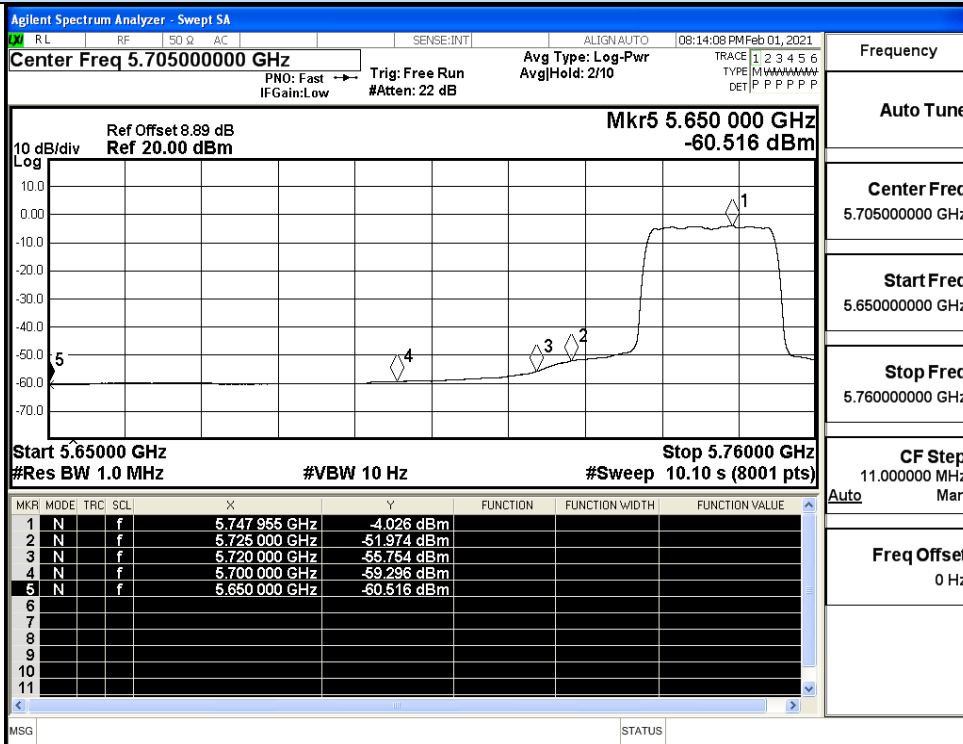 Agilent Spectrum Analyzer - Swept SA
LXI RL RF 50 Ω AC SENSE:INT ALIGN AUTO 08:14:08 PM Feb 01, 2021
Center Freq 5.705000000 GHz
PNO: Fast
IFGain:Low
Trig: Free Run
#Atten: 22 dB
Avg Type: Log-Pwr
Avg|Hold: 2/10
TRACE 1 2 3 4 5 6
TYPE M WWWWW
DET P P P P P P
Ref Offset 8.89 dB
10 dB/div Ref 20.00 dBm
Log
Mkr5 5.650 000 GHz
-60.516 dBm
10.0
0.00
-10.0
-20.0
-30.0
-40.0
-50.0
-60.0
-70.0
1
2
3
4
5
Start 5.65000 GHz Stop 5.76000 GHz
#Res BW 1.0 MHz #VBW 10 Hz #Sweep 10.10 s (8001 pts)
MKR MODE TRC SCL X Y FUNCTION FUNCTION WIDTH FUNCTION VALUE
1 N f 5.747 955 GHz -4.026 dBm
2 N f 5.725 000 GHz -51.974 dBm
3 N f 5.720 000 GHz -55.754 dBm
4 N f 5.700 000 GHz -59.296 dBm
5 N f 5.650 000 GHz -60.516 dBm
6
7
8
9
10
11
MSG STATUS
Frequency
Auto Tune
Center Freq
5.705000000 GHz
Start Freq
5.650000000 GHz
Stop Freq
5.760000000 GHz
CF Step
11.000000 MHz
Auto Man
Freq Offset
0 Hz